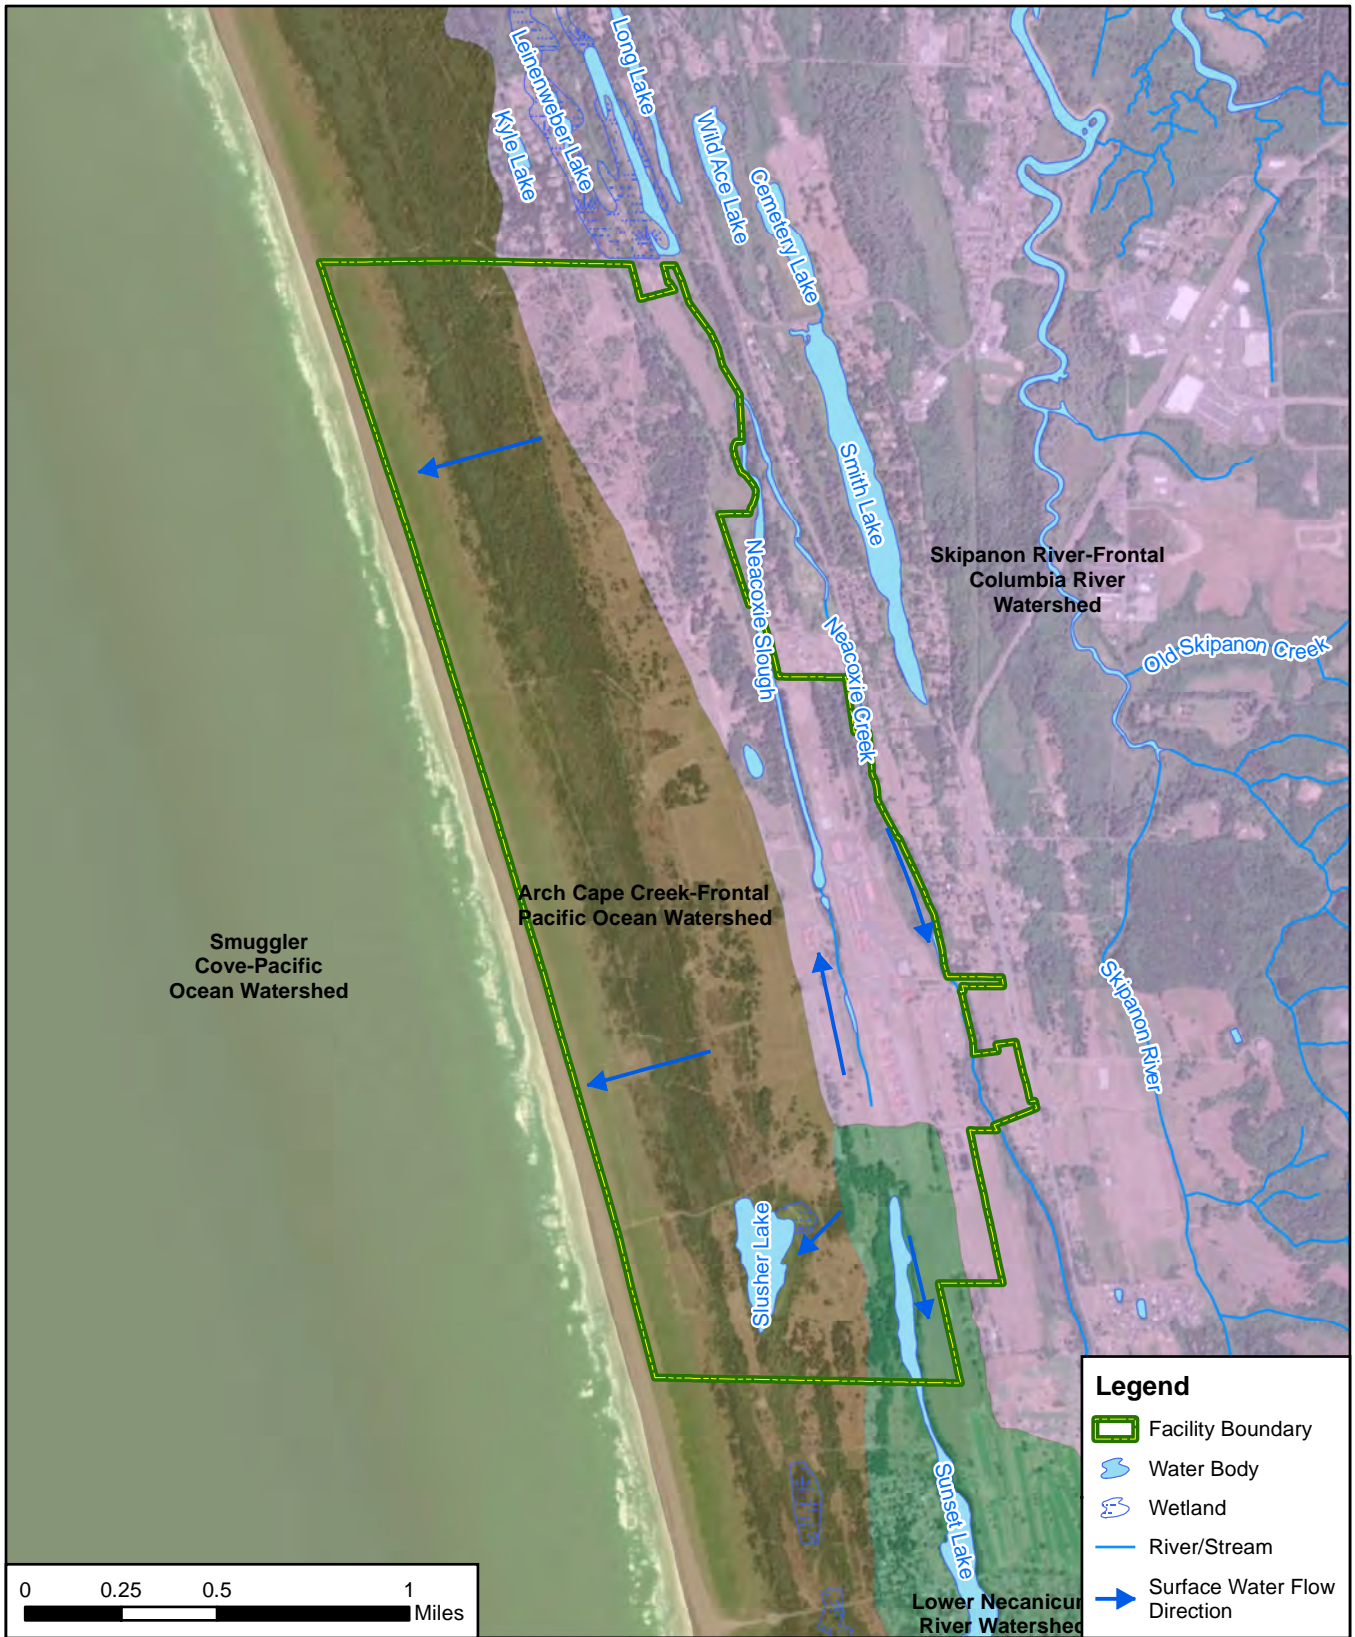 Long Lake
Leinenweber Lake
Kyle Lake
Wild Ace Lake
Cemetery Lake
Smith Lake
Skipanon River-Frontal
Columbia River
Watershed
Neacoxie Slough
Neacoxie Creek
Old Skipanon Creek
Arch Cape Creek-Frontal
Pacific Ocean Watershed
Smuggler
Cove-Pacific
Ocean Watershed
Skipanon River
Slusher Lake
Sunset Lake
Lower Necanicu
River Watershed
Legend
Facility Boundary
Water Body
Wetland
River/Stream
Surface Water Flow
Direction
0 0.25 0.5 1
Miles